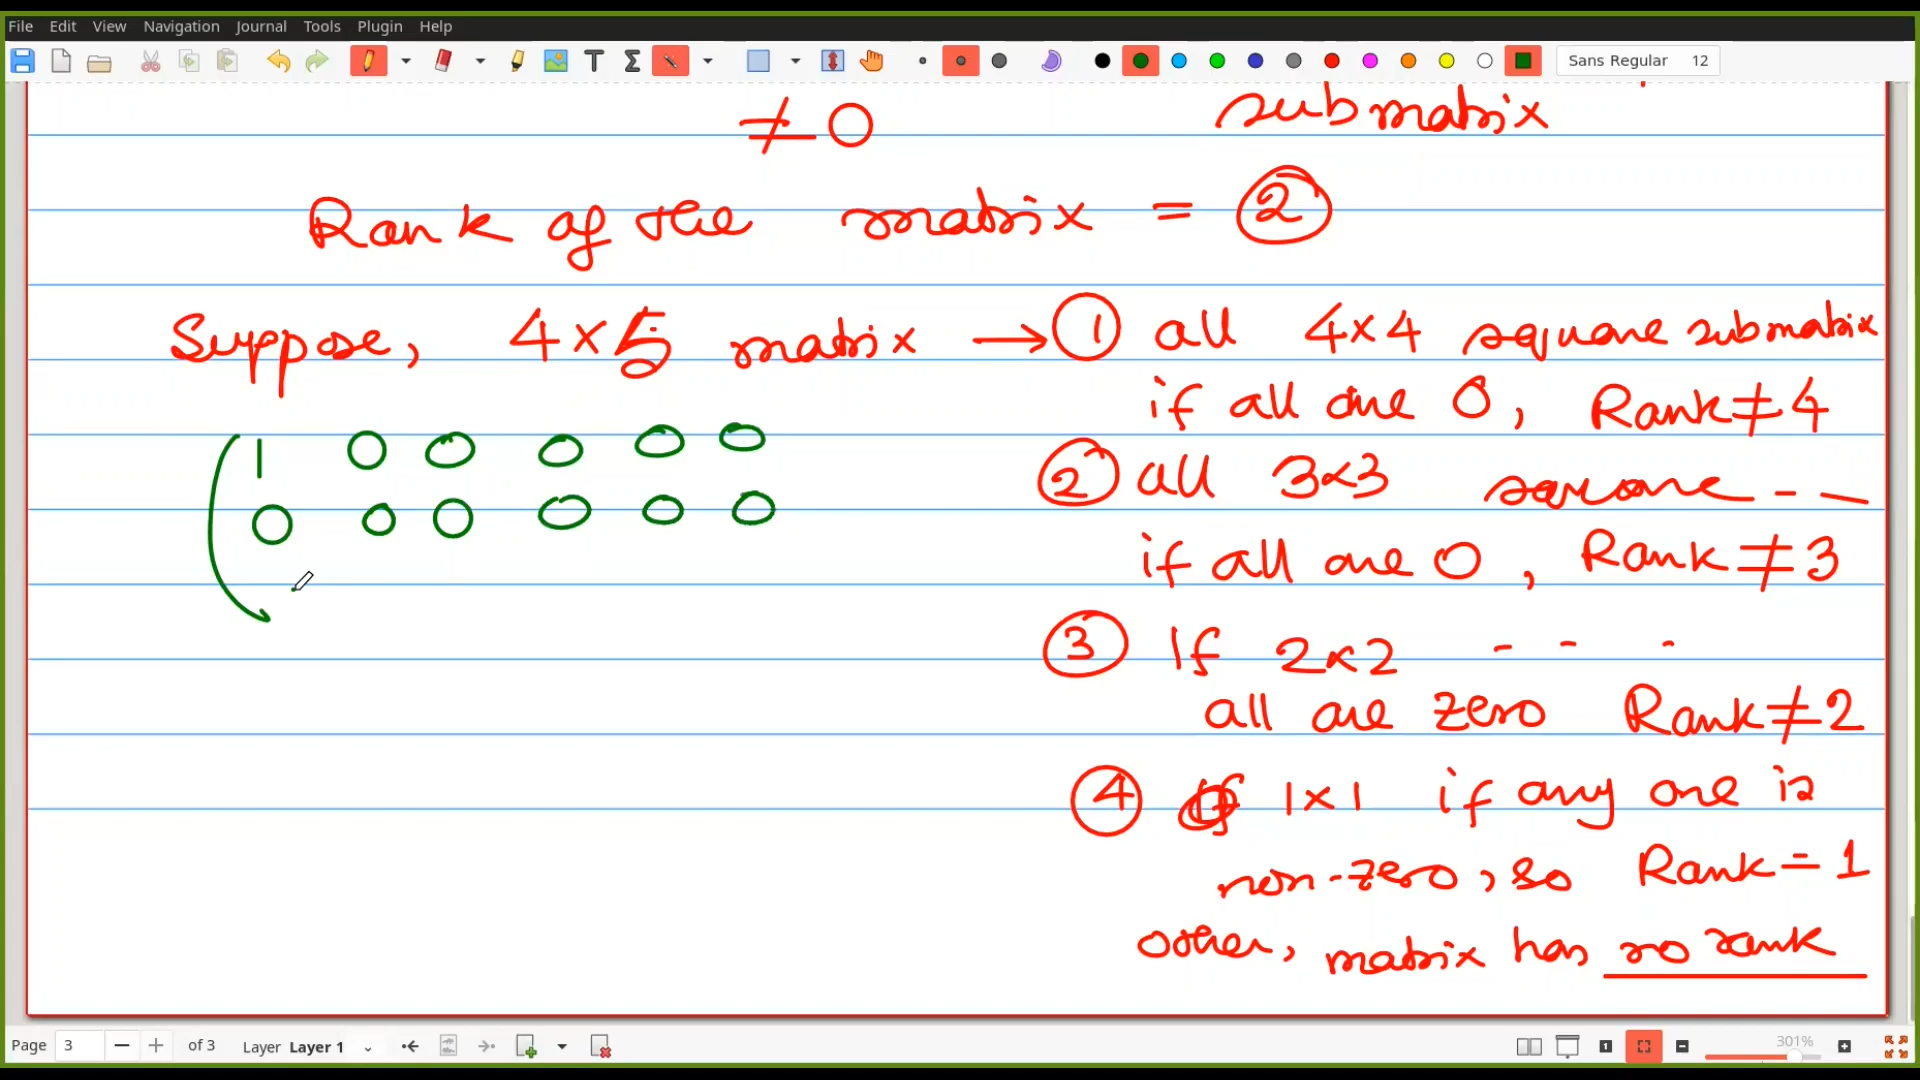 File Edit View Navigation Journal Tools Plugin Help
Sans Regular 12
≠ 0 submatrix
Rank of the matrix = 2
Suppose, 4×5 matrix → 1 all 4×4 square submatrix
if all are 0, Rank ≠ 4
1 0 0 0 0 0
2 all 3×3 square - -
0 0 0 0 0 0
if all are 0, Rank ≠ 3
3 If 2×2 - - -
all are zero Rank ≠ 2
4 If 1×1 if any one is
non-zero, so Rank = 1
other, matrix has no rank
Page 3 of 3 Layer Layer 1 301%